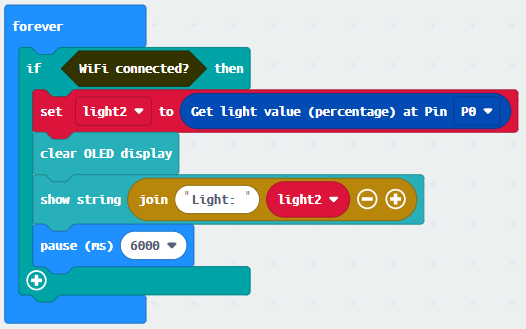 forever
if WiFi connected? then
set light2 to Get light value (percentage) at Pin P0
clear OLED display
show string join "Light: " light2
pause (ms) 6000